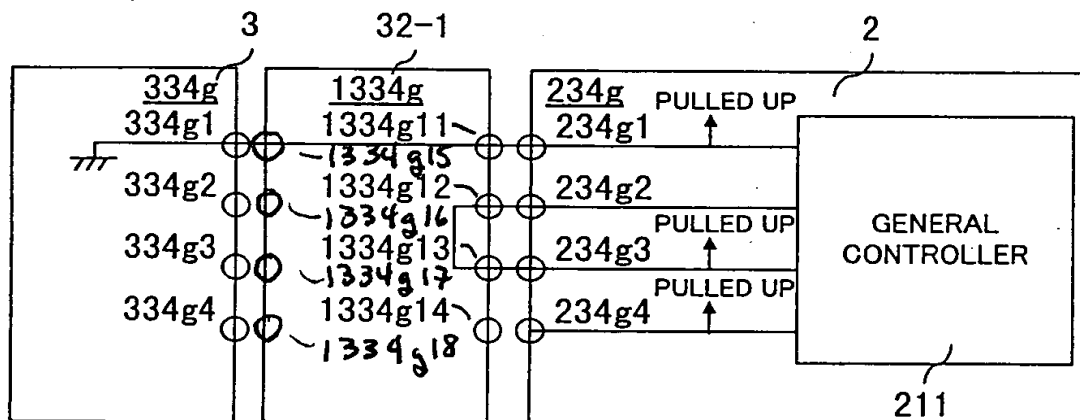 3 32-1 2
334g 1334g 234g PULLED UP
334g1 1334g11 234g1
1334g15
334g2 1334g12 234g2
1334g16
GENERAL
CONTROLLER
334g3 1334g13 234g3 PULLED UP
1334g17
PULLED UP
334g4 1334g14 234g4
1334g18
211